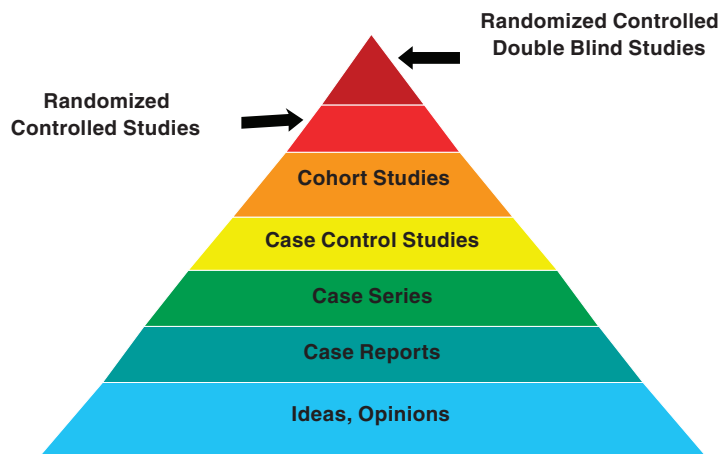 Randomized Controlled
Double Blind Studies
Randomized
Controlled Studies
Cohort Studies
Case Control Studies
Case Series
Case Reports
Ideas, Opinions